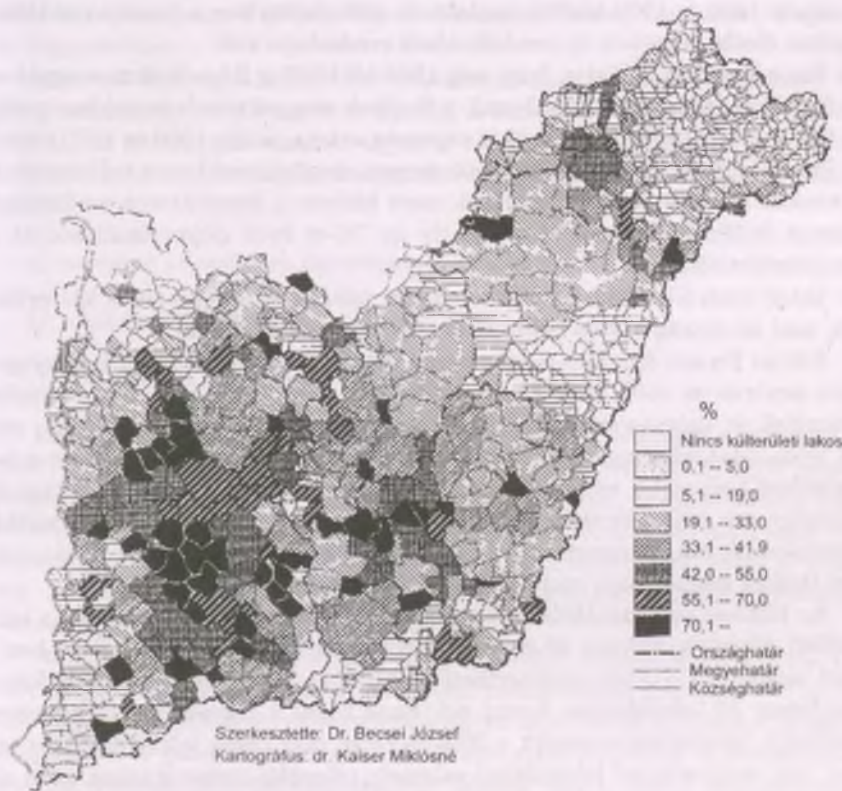 %
Nincs külterületi lakos
0,1 -- 5,0
5,1 -- 19,0
19,1 -- 33,0
33,1 -- 41,9
42,0 -- 55,0
55,1 -- 70,0
70,1 --
Országhatár
Megyehatár
Községhatár
Szerkesztette: Dr. Becsei József
Kartográfus: dr. Kaiser Miklósné